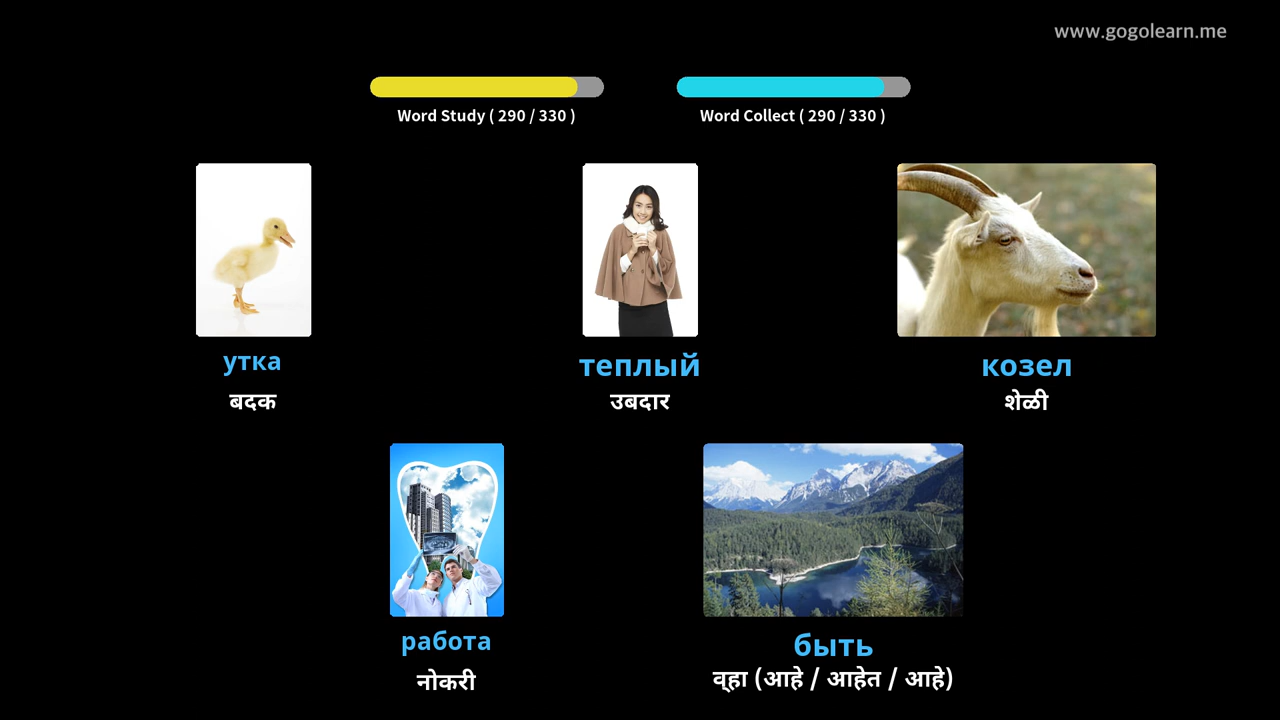 www.gogolearn.me
Word Study ( 290 / 330 )
Word Collect ( 290 / 330 )
утка
теплый
козел
बदक
उबदार
शेळी
работа
быть
नोकरी
व्हा (आहे / आहेत / आहे)